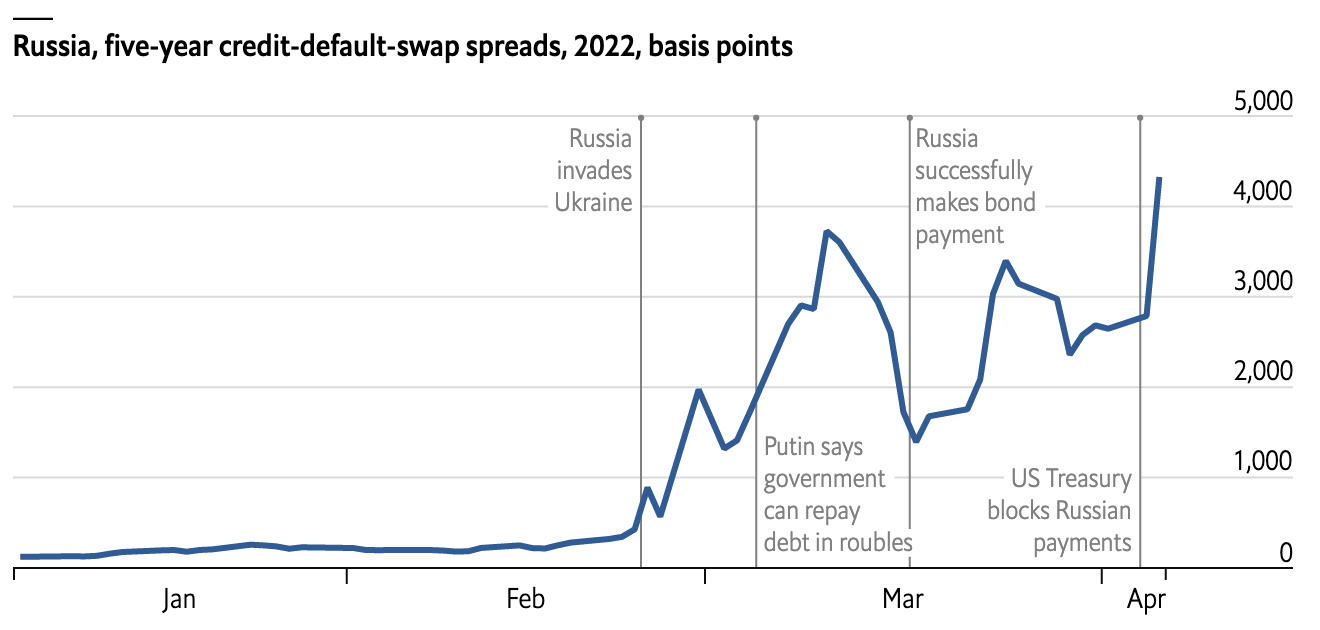 Russia, five-year credit-default-swap spreads, 2022, basis points
5,000
4,000
3,000
2,000
1,000
0
Russia
invades
Ukraine
Putin says
government
can repay
debt in roubles
Russia
successfully
makes bond
payment
US Treasury
blocks Russian
payments
Jan
Feb
Mar
Apr